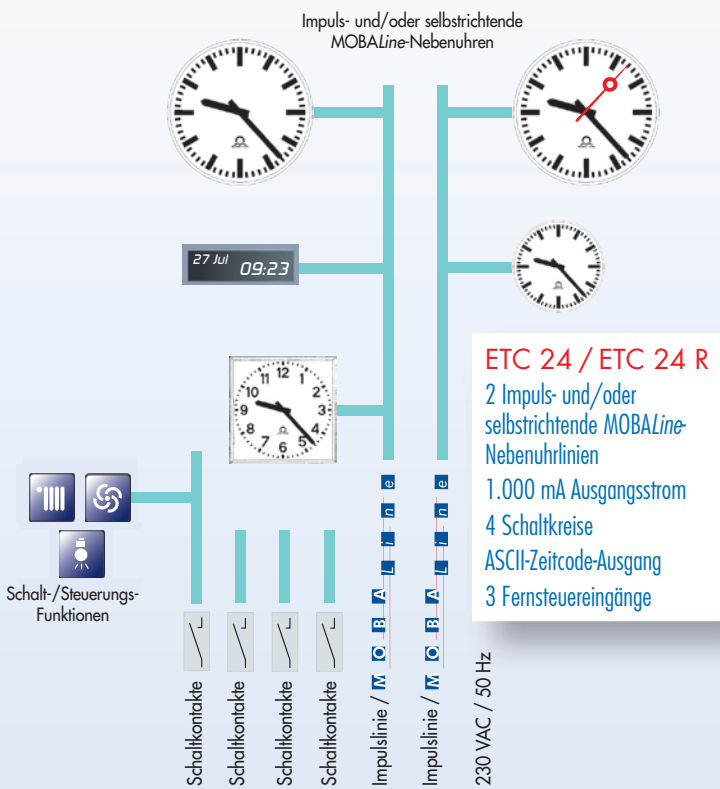 Impuls- und/oder selbstrichtende
MOBALine-Nebenuhren
27 Jul
09:23
12
1
2
3
4
5
6
7
8
9
10
11
ETC 24 / ETC 24 R
2 Impuls- und/oder
selbstrichtende MOBALine-
Nebenuhrlinien
1.000 mA Ausgangsstrom
4 Schaltkreise
ASCII-Zeitcode-Ausgang
3 Fernsteuereingänge
Schalt-/Steuerungs-
Funktionen
Schaltkontakte
Schaltkontakte
Schaltkontakte
Schaltkontakte
Impulslinie / MOBALine
Impulslinie / MOBALine
230 VAC / 50 Hz